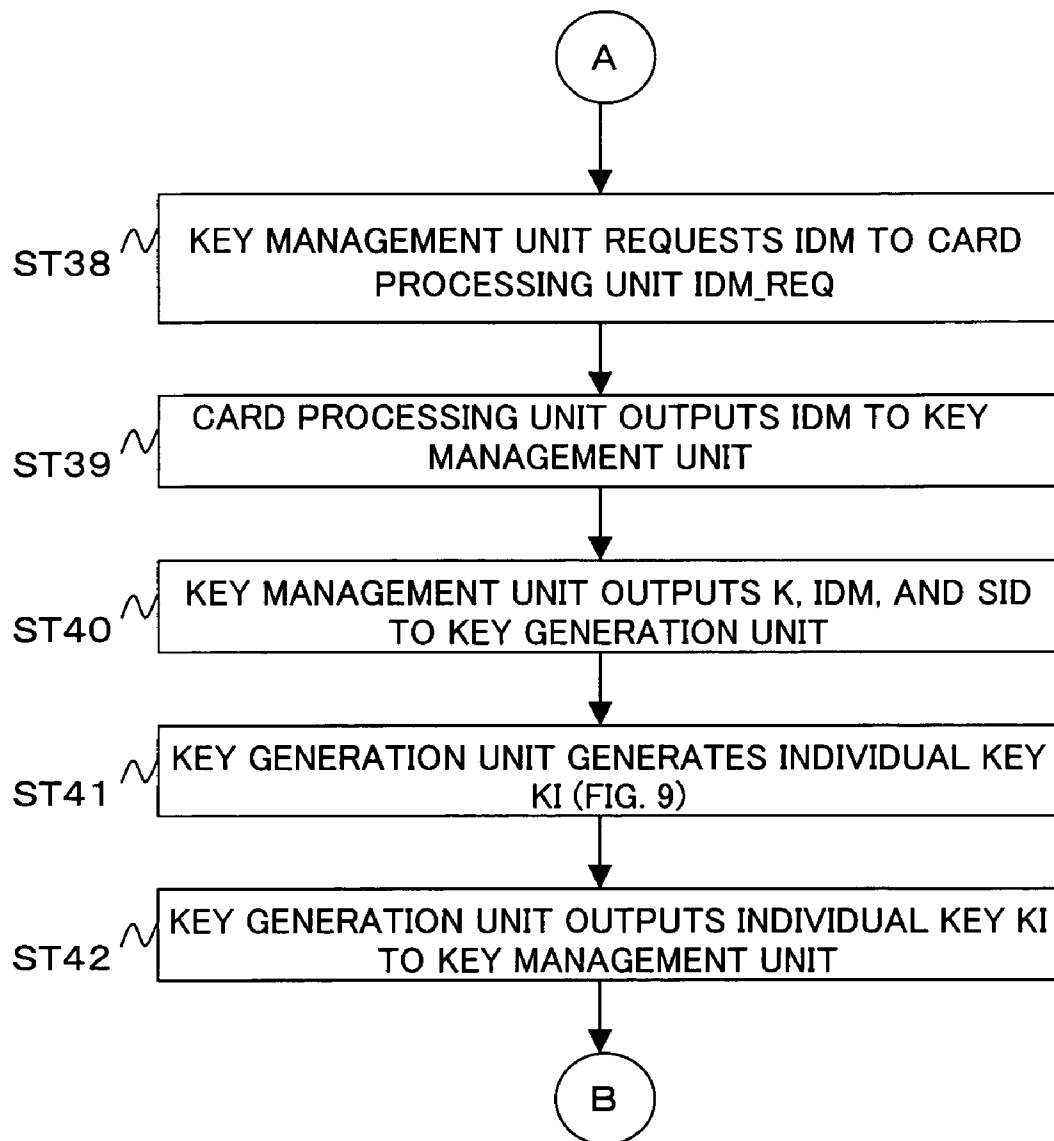 A
ST38
KEY MANAGEMENT UNIT REQUESTS IDM TO CARD
PROCESSING UNIT IDM_REQ
ST39
CARD PROCESSING UNIT OUTPUTS IDM TO KEY
MANAGEMENT UNIT
ST40
KEY MANAGEMENT UNIT OUTPUTS K, IDM, AND SID
TO KEY GENERATION UNIT
ST41
KEY GENERATION UNIT GENERATES INDIVIDUAL KEY
KI (FIG. 9)
ST42
KEY GENERATION UNIT OUTPUTS INDIVIDUAL KEY KI
TO KEY MANAGEMENT UNIT
B